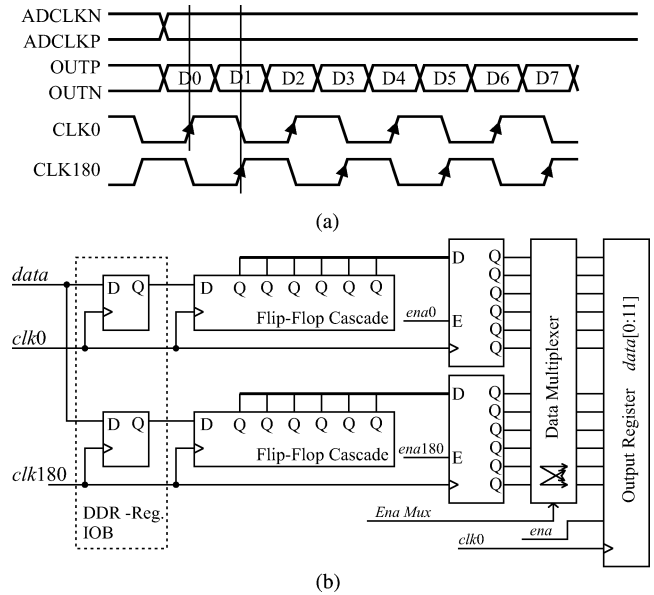 ADCLKN
ADCLKP
OUTP
OUTN
D0 D1 D2 D3 D4 D5 D6 D7
CLK0
CLK180
(a)
data
D Q
Q Q Q Q Q Q
Flip-Flop Cascade
clk0
D Q
Q
Q
Q
Q
Q
ena0
E
D Q
Q Q Q Q Q Q
Flip-Flop Cascade
clk180
D Q
Q
Q
Q
Q
Q
ena180
E
DDR -Reg.
IOB
Data Multiplexer
Output Register data[0:11]
Ena Mux
ena
clk0
(b)